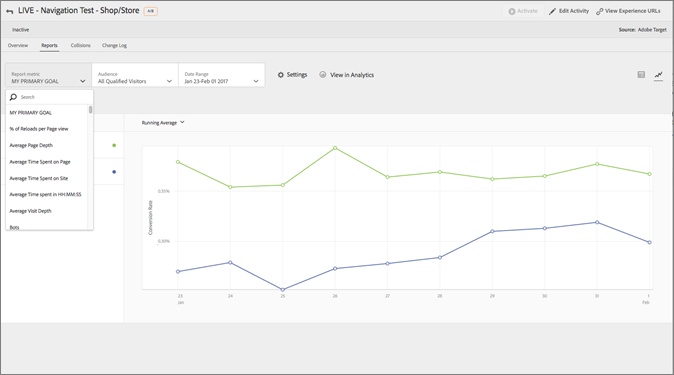 LIVE - Navigation Test - Shop/Store A/B
Activate Edit Activity View Experience URLs
Inactive Source: Adobe Target
Overview Reports Collisions Change Log
Report metric: Audience Date Range
MY PRIMARY GOAL All Qualified Visitors Jan 23-Feb 01 2017 Settings View in Analytics
Search
MY PRIMARY GOAL
% of Reloads per Page view
Average Page Depth
Average Time Spent on Page
Average Time Spent on Site
Average Time spent in HH:MM:SS
Average Visit Depth
Bots
Running Average
Conversion Rate
23 24 25 26 27 28 29 30 31 1
Jan Feb